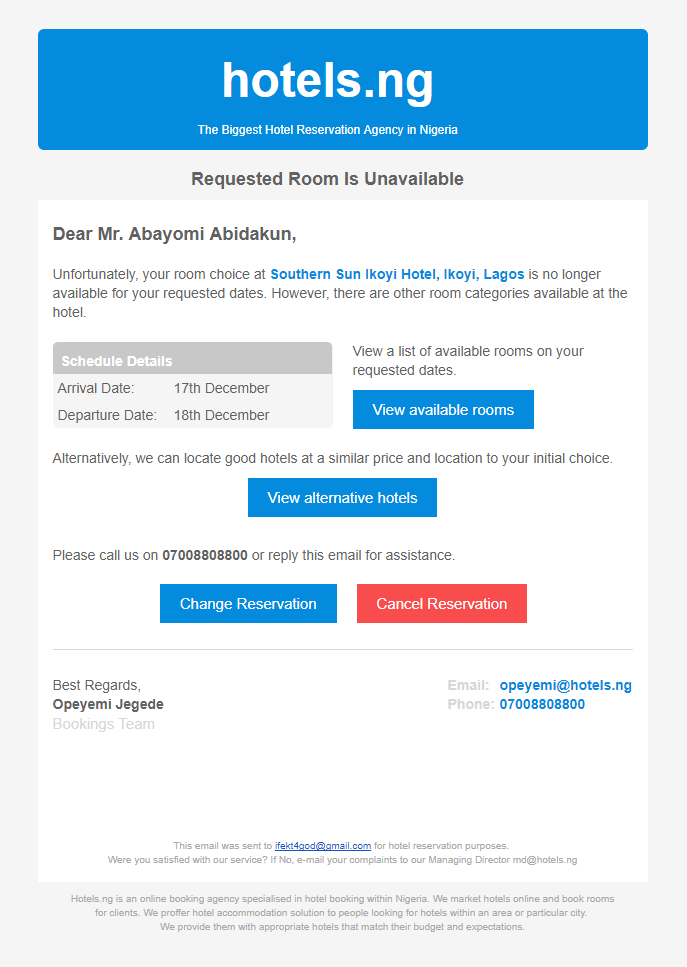 hotels.ng
The Biggest Hotel Reservation Agency in Nigeria
Requested Room Is Unavailable
Dear Mr. Abayomi Abidakun,
Unfortunately, your room choice at Southern Sun Ikoyi Hotel, Ikoyi, Lagos is no longer
available for your requested dates. However, there are other room categories available at the
hotel.
Schedule Details
Arrival Date: 17th December
Departure Date: 18th December
View a list of available rooms on your
requested dates.
View available rooms
Alternatively, we can locate good hotels at a similar price and location to your initial choice.
View alternative hotels
Please call us on 07008808800 or reply this email for assistance.
Change Reservation
Cancel Reservation
Best Regards,
Opeyemi Jegede
Bookings Team
Email: opeyemi@hotels.ng
Phone: 07008808800
This email was sent to ifekt4god@gmail.com for hotel reservation purposes.
Were you satisfied with our service? If No, e-mail your complaints to our Managing Director md@hotels.ng
Hotels.ng is an online booking agency specialised in hotel booking within Nigeria. We market hotels online and book rooms
for clients. We proffer hotel accommodation solution to people looking for hotels within an area or particular city.
We provide them with appropriate hotels that match their budget and expectations.